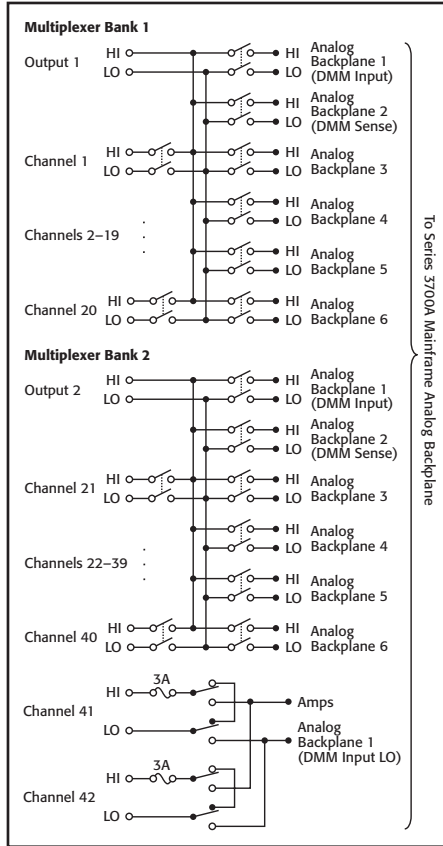 Multiplexer Bank 1
Output 1
HI
LO
HI
LO
Analog
Backplane 1
(DMM Input)
HI
LO
Analog
Backplane 2
(DMM Sense)
Channel 1
HI
LO
HI
LO
Analog
Backplane 3
Channels 2–19
HI
LO
Analog
Backplane 4
HI
LO
Analog
Backplane 5
Channel 20
HI
LO
HI
LO
Analog
Backplane 6
Multiplexer Bank 2
Output 2
HI
LO
HI
LO
Analog
Backplane 1
(DMM Input)
HI
LO
Analog
Backplane 2
(DMM Sense)
Channel 21
HI
LO
HI
LO
Analog
Backplane 3
Channels 22–39
HI
LO
Analog
Backplane 4
HI
LO
Analog
Backplane 5
Channel 40
HI
LO
HI
LO
Analog
Backplane 6
Channel 41
HI
3A
LO
Amps
Analog
Backplane 1
(DMM Input LO)
Channel 42
HI
3A
LO
To Series 3700A Mainframe Analog Backplane